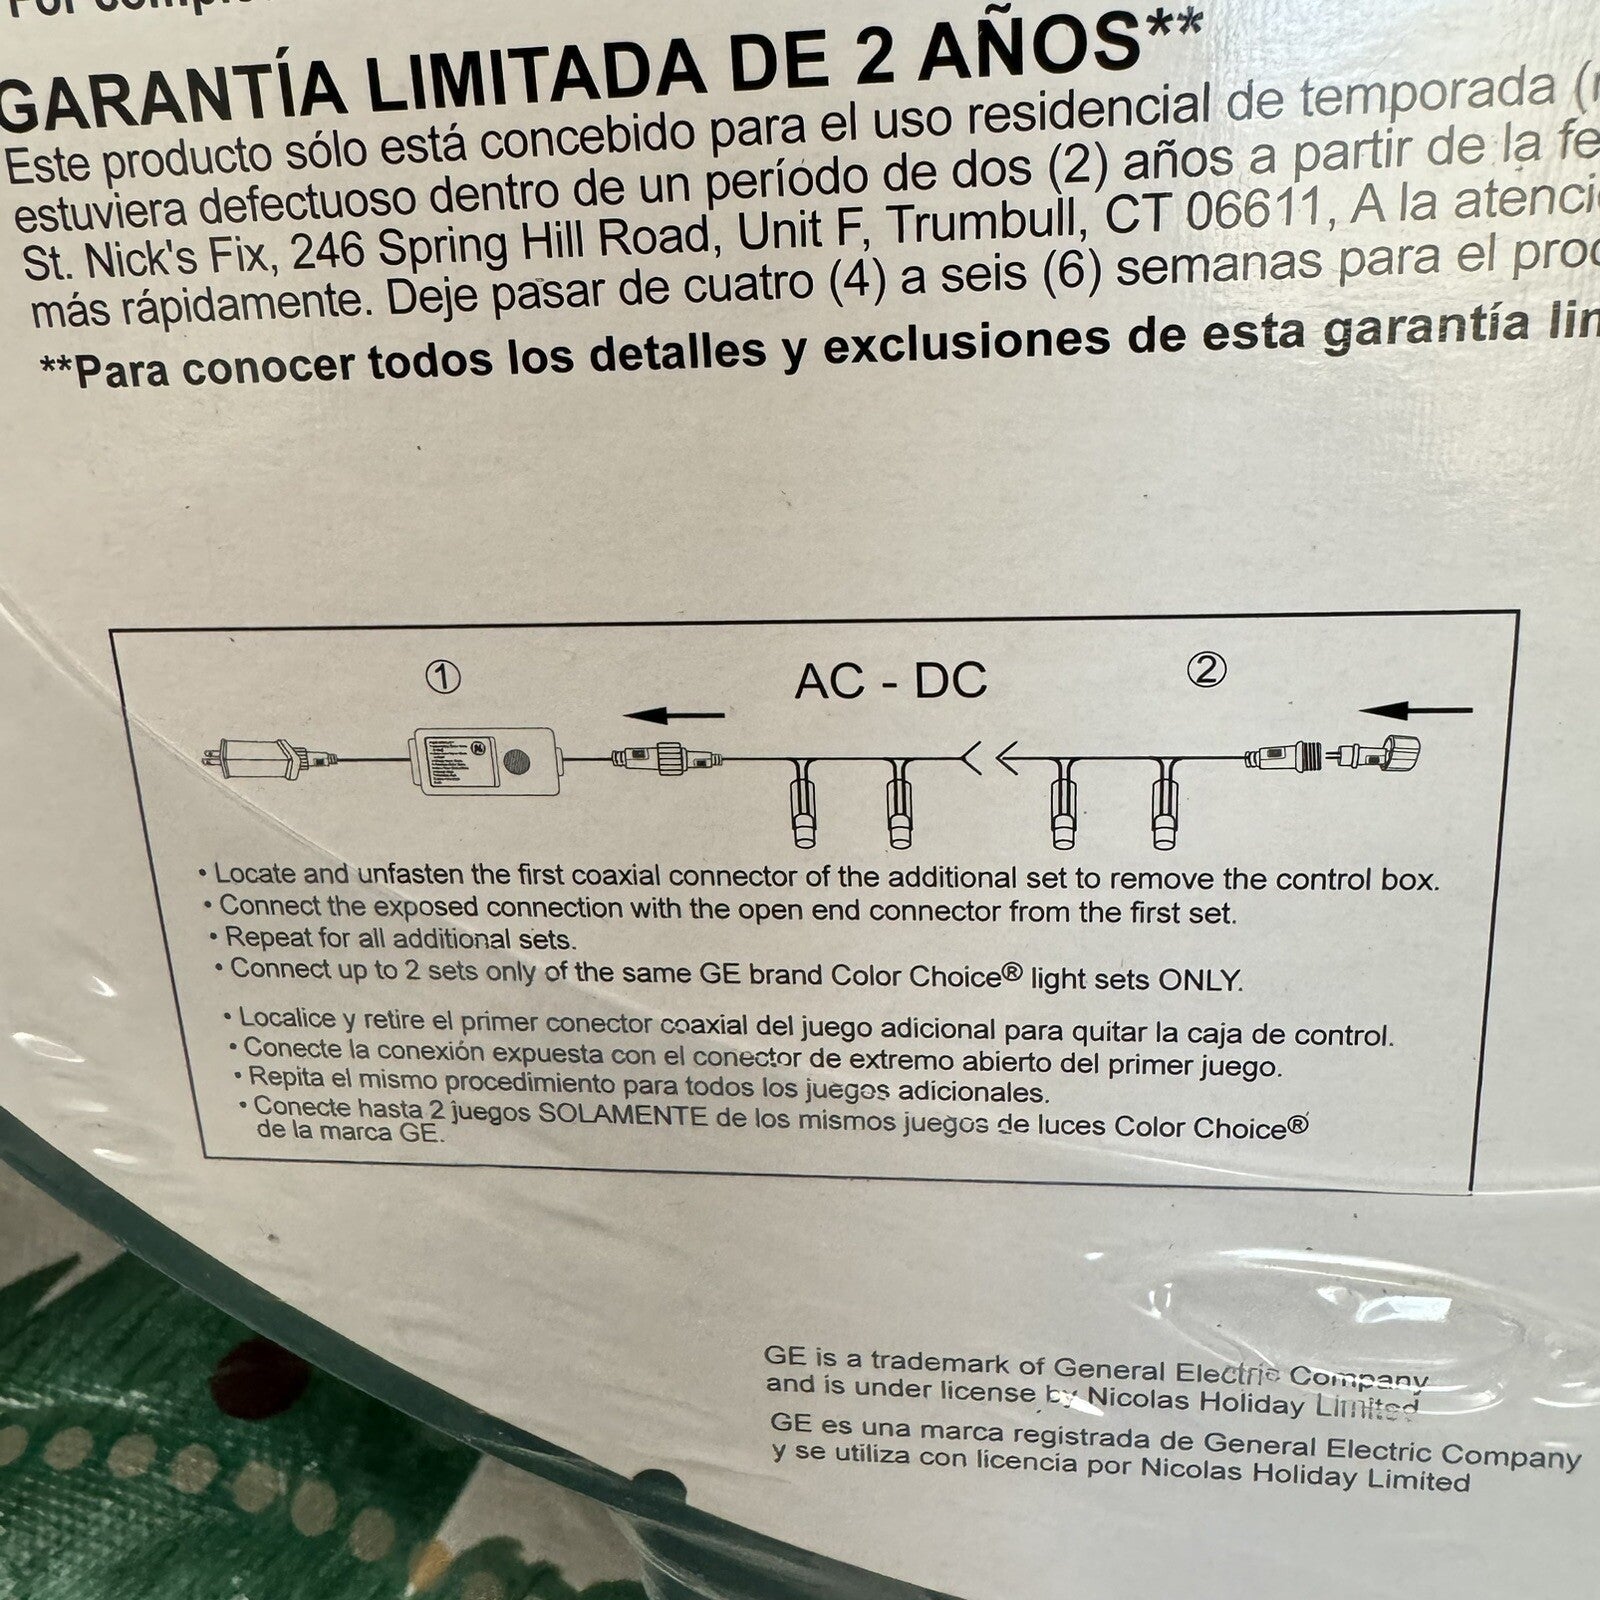 GARANTÍA LIMITADA DE 2 AÑOS**
Este producto sólo está concebido para el uso residencial de temporada
estuviera defectuoso dentro de un período de dos (2) años a partir de la
St. Nick's Fix, 246 Spring Hill Road, Unit F, Trumbull, CT 06611, A la
más rápidamente. Deje pasar de cuatro (4) a seis (6) semanas para el
**Para conocer todos los detalles y exclusiones de esta garantía
① AC - DC ②
• Locate and unfasten the first coaxial connector of the additional set to remove the control box.
• Connect the exposed connection with the open end connector from the first set.
• Repeat for all additional sets.
• Connect up to 2 sets only of the same GE brand Color Choice® light sets ONLY.
• Localice y retire el primer conector coaxial del juego adicional para quitar la caja de control.
• Conecte la conexión expuesta con el conector de extremo abierto del primer juego.
• Repita el mismo procedimiento para todos los juegos adicionales.
• Conecte hasta 2 juegos SOLAMENTE de los mismos juegos de luces Color Choice®
de la marca GE.
GE is a trademark of General Electric Company
and is under license by Nicolas Holiday Limited
GE es una marca registrada de General Electric Company
y se utiliza con licencia por Nicolas Holiday Limited